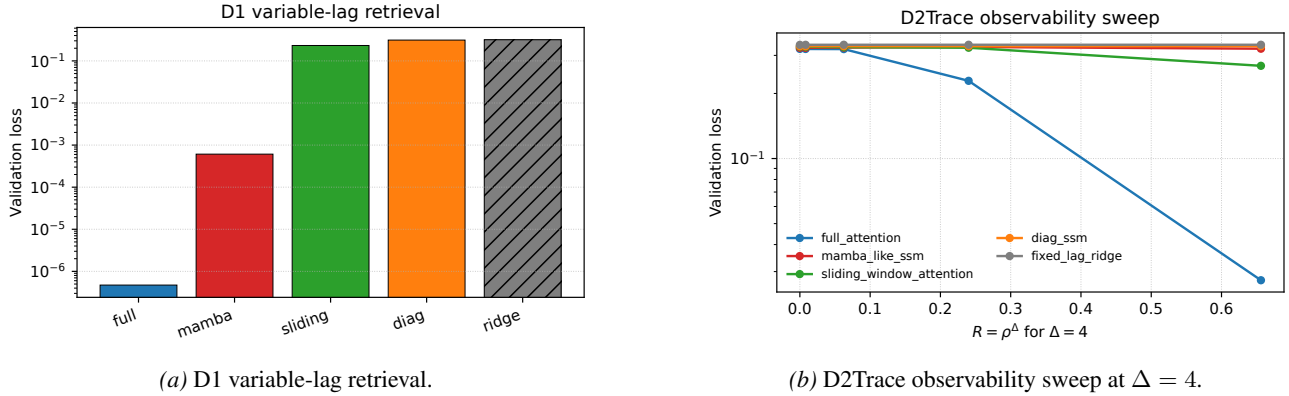 D1 variable-lag retrieval
Validation loss
10⁻¹
10⁻²
10⁻³
10⁻⁴
10⁻⁵
10⁻⁶
full
mamba
sliding
diag
ridge
(a) D1 variable-lag retrieval.
D2Trace observability sweep
Validation loss
10⁻¹
full_attention
mamba_like_ssm
sliding_window_attention
diag_ssm
fixed_lag_ridge
0.0 0.1 0.2 0.3 0.4 0.5 0.6
R = ρ^Δ for Δ = 4
(b) D2Trace observability sweep at Δ = 4.